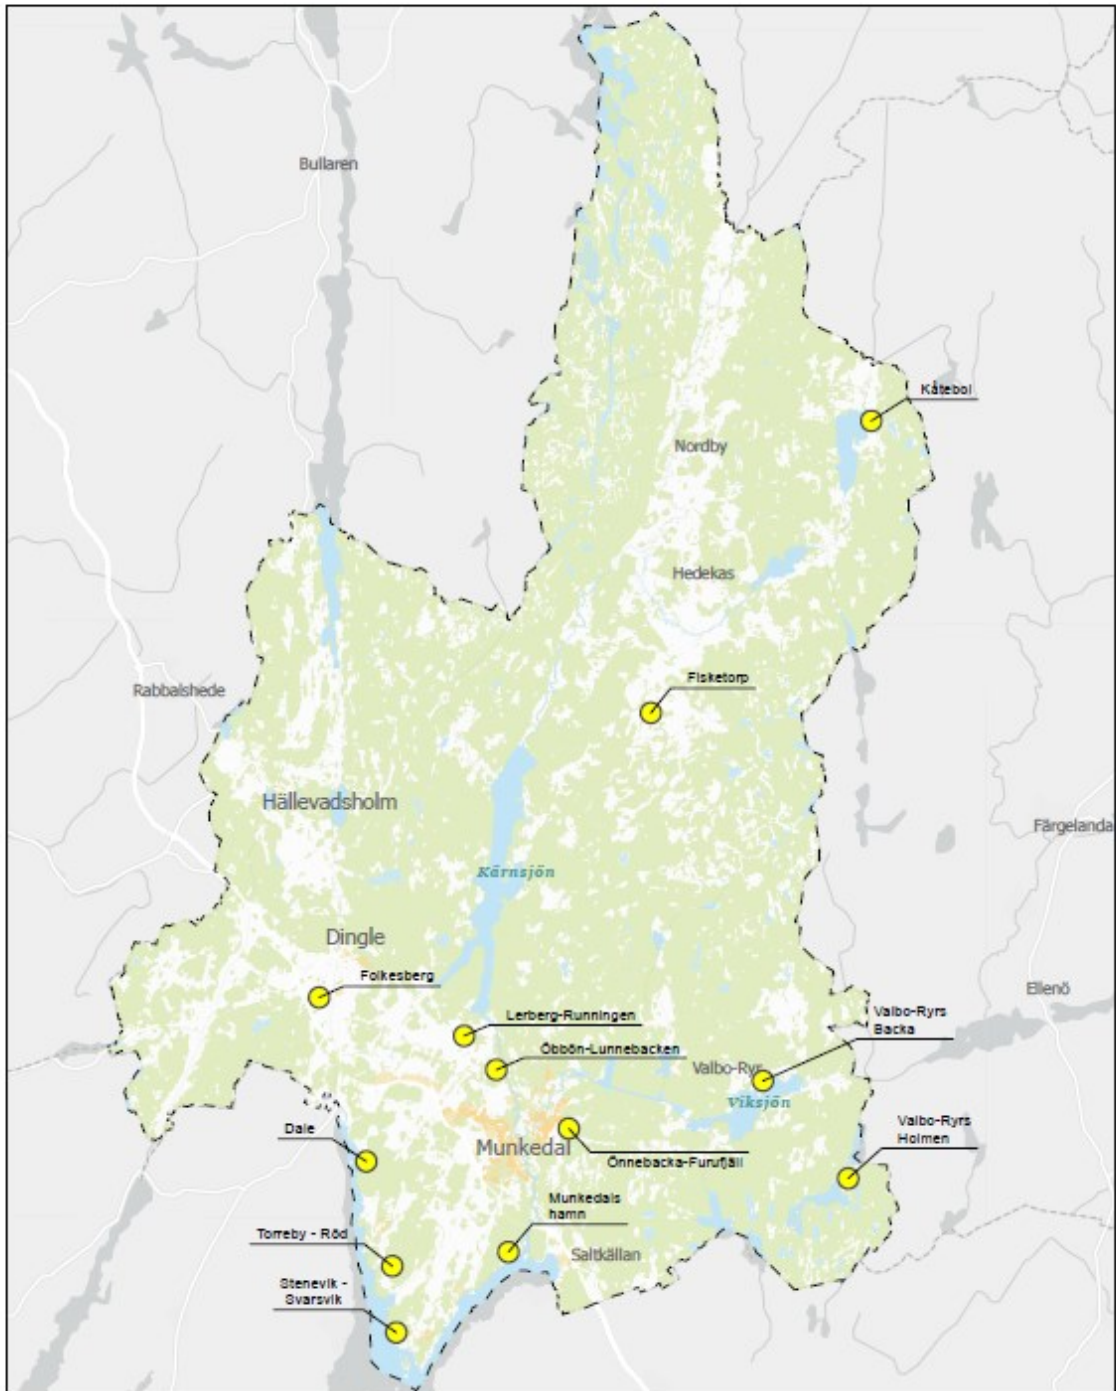 Bullaren
Kåtebol
Nordby
Hedekas
Fisketorp
Rabbalshede
Hällevadsholm
Färgelanda
Kärnsjön
Dingle
Folkesberg
Ellenö
Lerberg-Runningen
Valbo-Ryrs
Backa
Öbbön-Lunnebacken
Valbo-Ryr
Viksjön
Dale
Munkedal
Valbo-Ryrs
Holmen
Önnebacka-Furufjäll
Munkedals
hamn
Torreby - Röd
Saltkällan
Stenevik -
Svarsvik